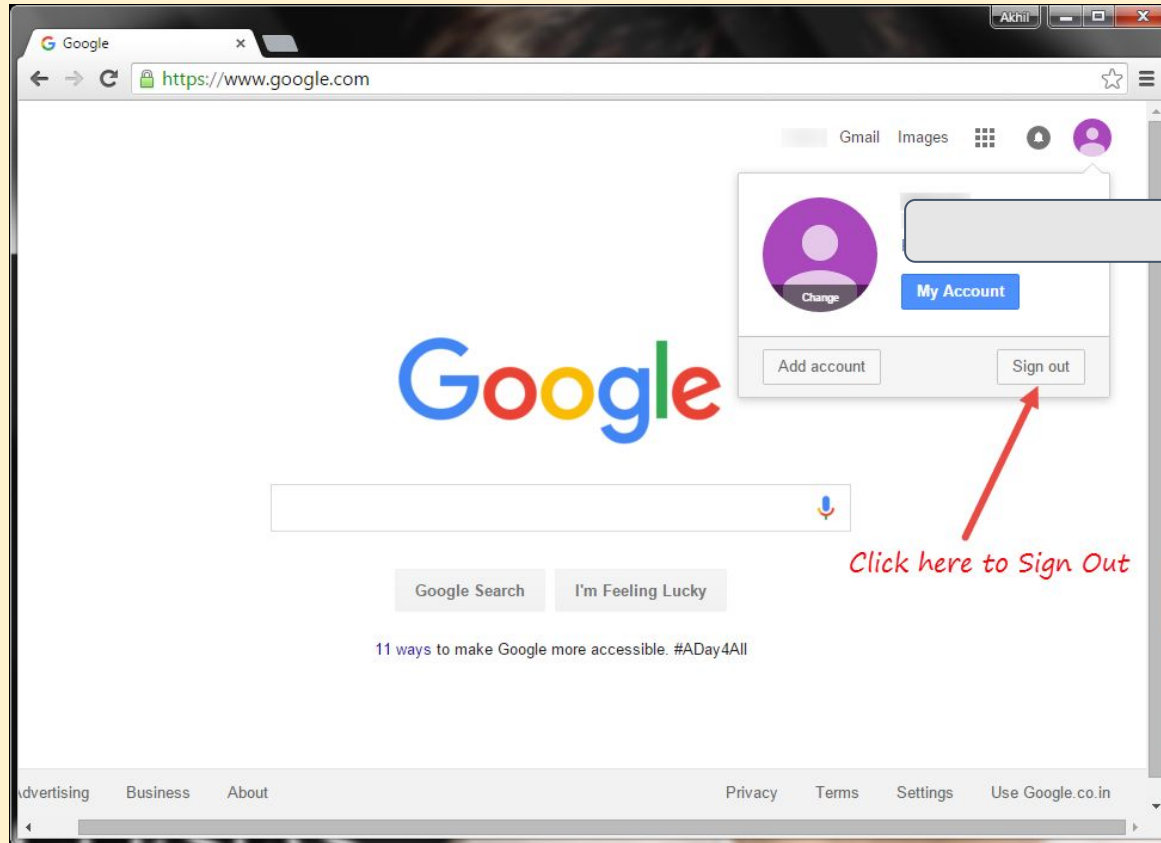 Akhil
Google
https://www.google.com
Gmail Images
Change
My Account
Add account Sign out
Google
Click here to Sign Out
Google Search I'm Feeling Lucky
11 ways to make Google more accessible. #ADay4All
Advertising Business About Privacy Terms Settings Use Google.co.in